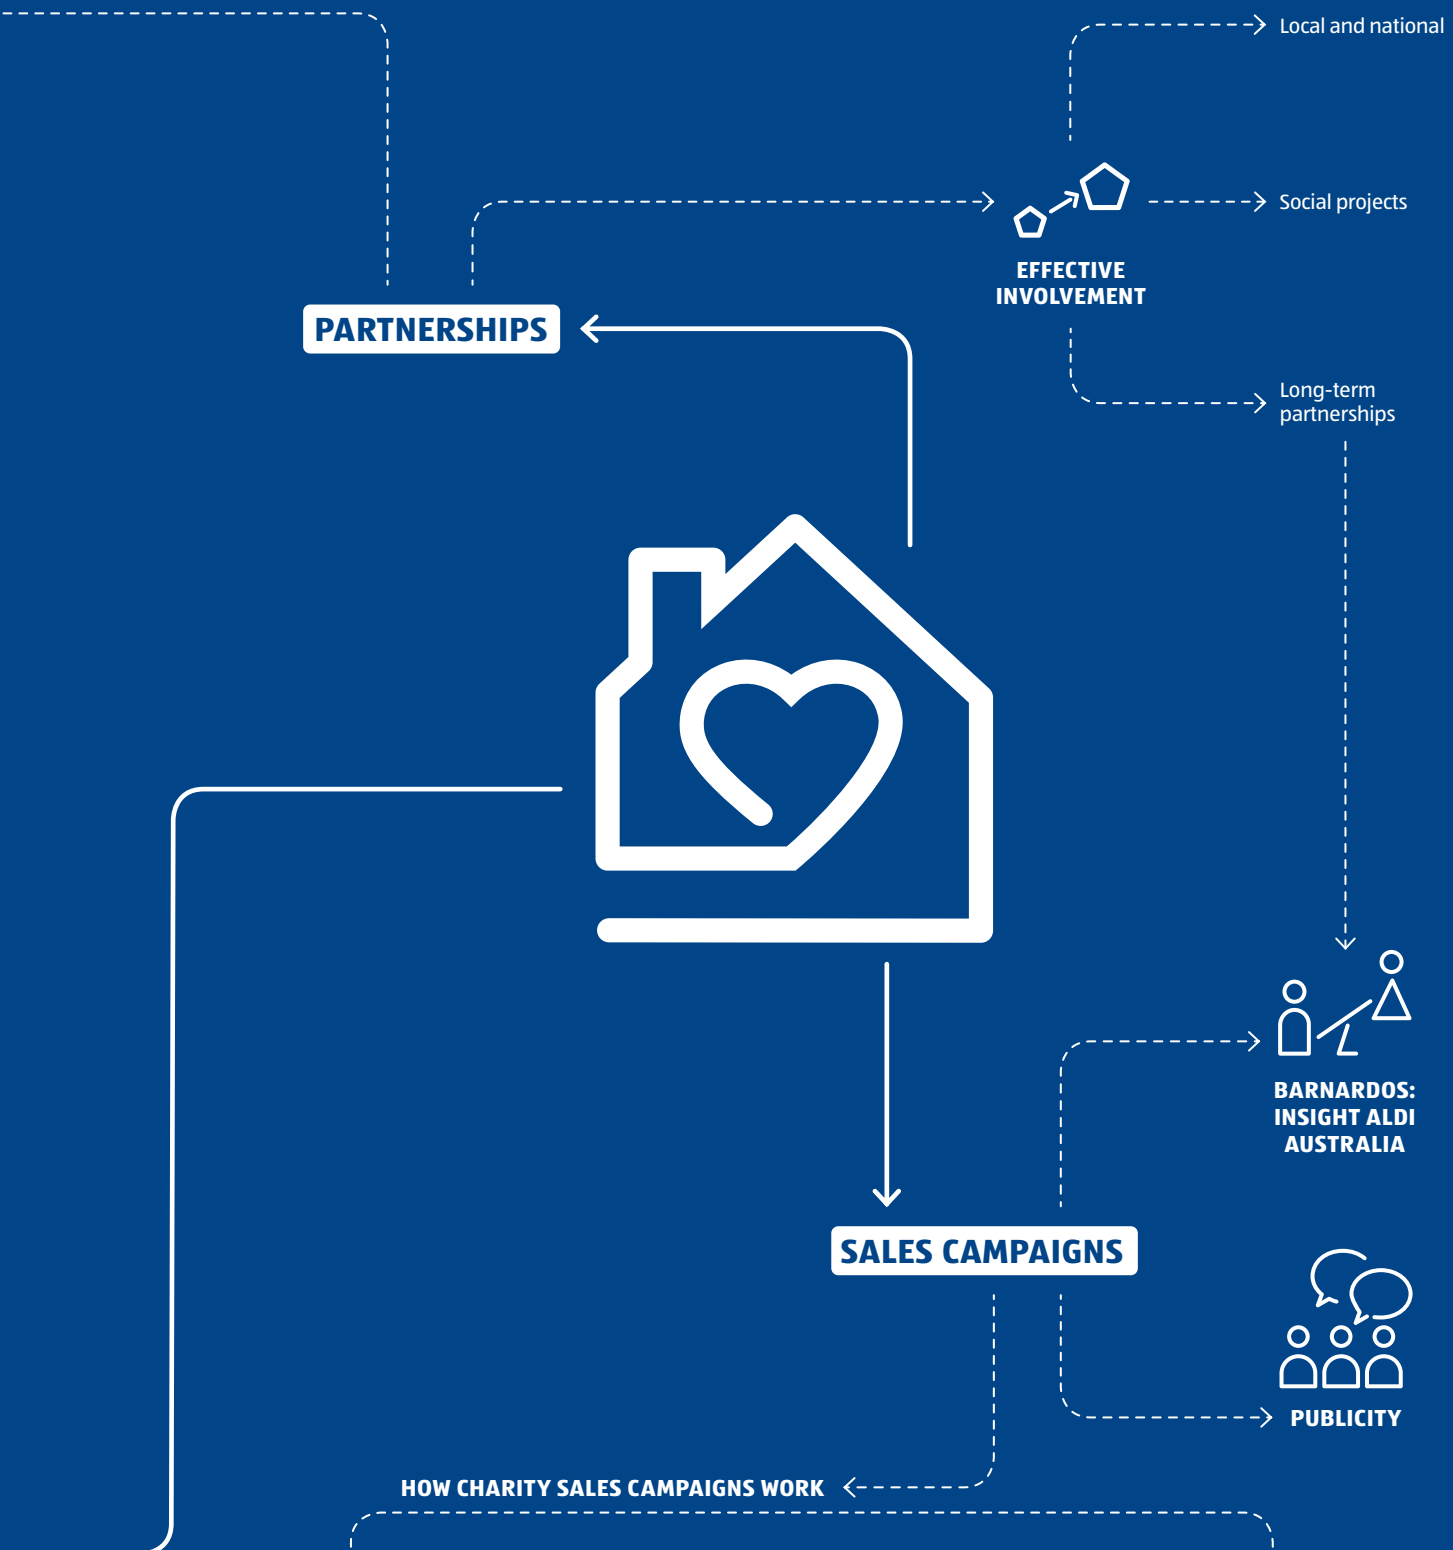 Local and national
Social projects
EFFECTIVE
INVOLVEMENT
PARTNERSHIPS
Long-term
partnerships
BARNARDOS:
INSIGHT ALDI
AUSTRALIA
SALES CAMPAIGNS
PUBLICITY
HOW CHARITY SALES CAMPAIGNS WORK